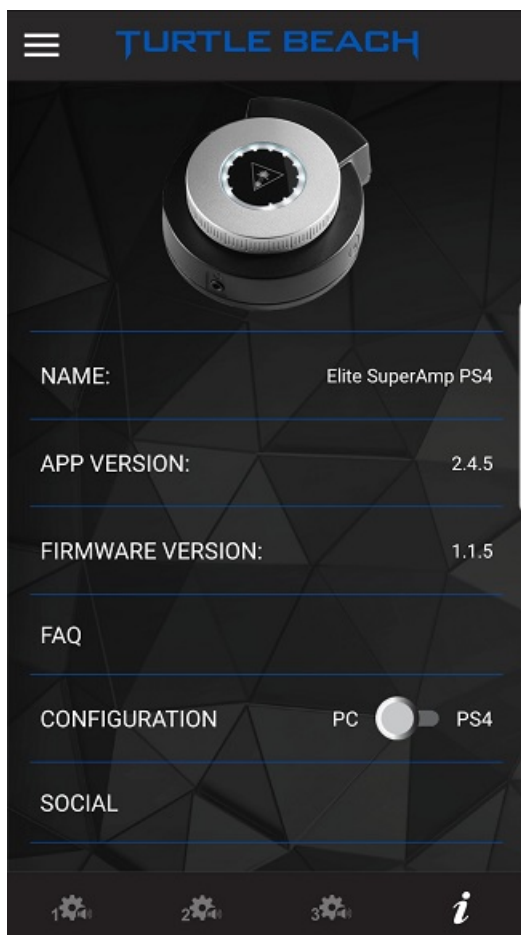 TURTLE BEACH
NAME: Elite SuperAmp PS4
APP VERSION: 2.4.5
FIRMWARE VERSION: 1.1.5
FAQ
CONFIGURATION PC PS4
SOCIAL
1 2 3 i